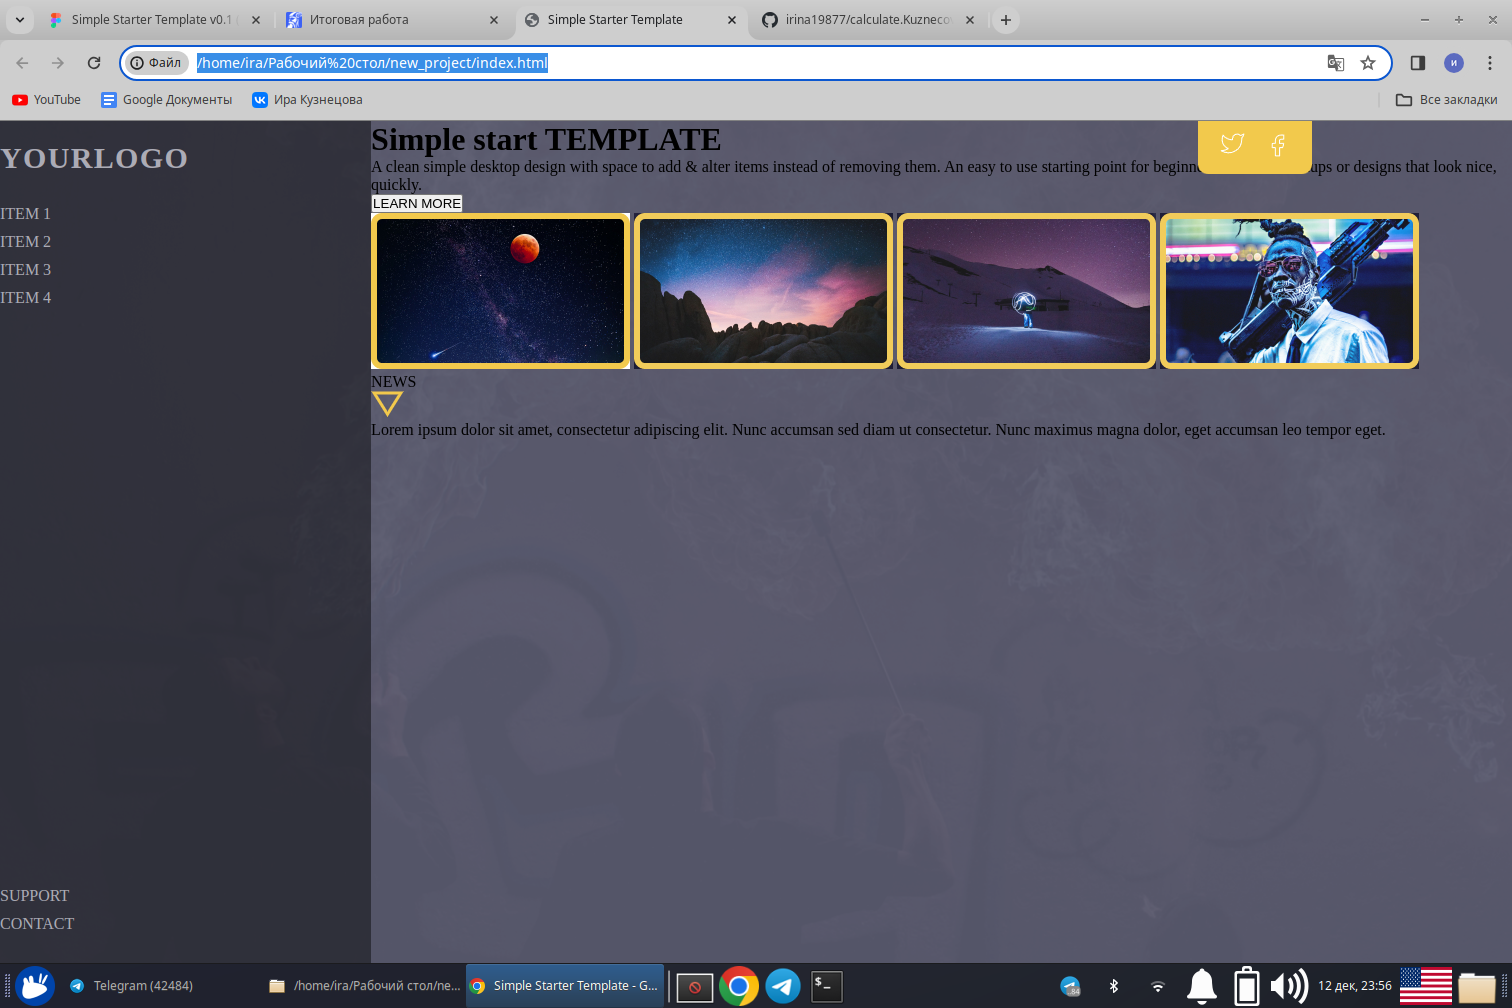 Simple Starter Template v0.1
Итоговая работа
Simple Starter Template
irina19877/calculate.Kuznecov
Файл
/home/ira/Рабочий%20стол/new_project/index.html
и
YouTube
Google Документы
Ира Кузнецова
Все закладки
YOURLOGO
ITEM 1
ITEM 2
ITEM 3
ITEM 4
SUPPORT
CONTACT
Simple start TEMPLATE
A clean simple desktop design with space to add & alter items instead of removing them. An easy to use starting point for beginne ups or designs that look nice,
quickly.
LEARN MORE
NEWS
Lorem ipsum dolor sit amet, consectetur adipiscing elit. Nunc accumsan sed diam ut consectetur. Nunc maximus magna dolor, eget accumsan leo tempor eget.
Telegram (42484)
/home/ira/Рабочий стол/ne...
Simple Starter Template - G...
84
12 дек, 23:56